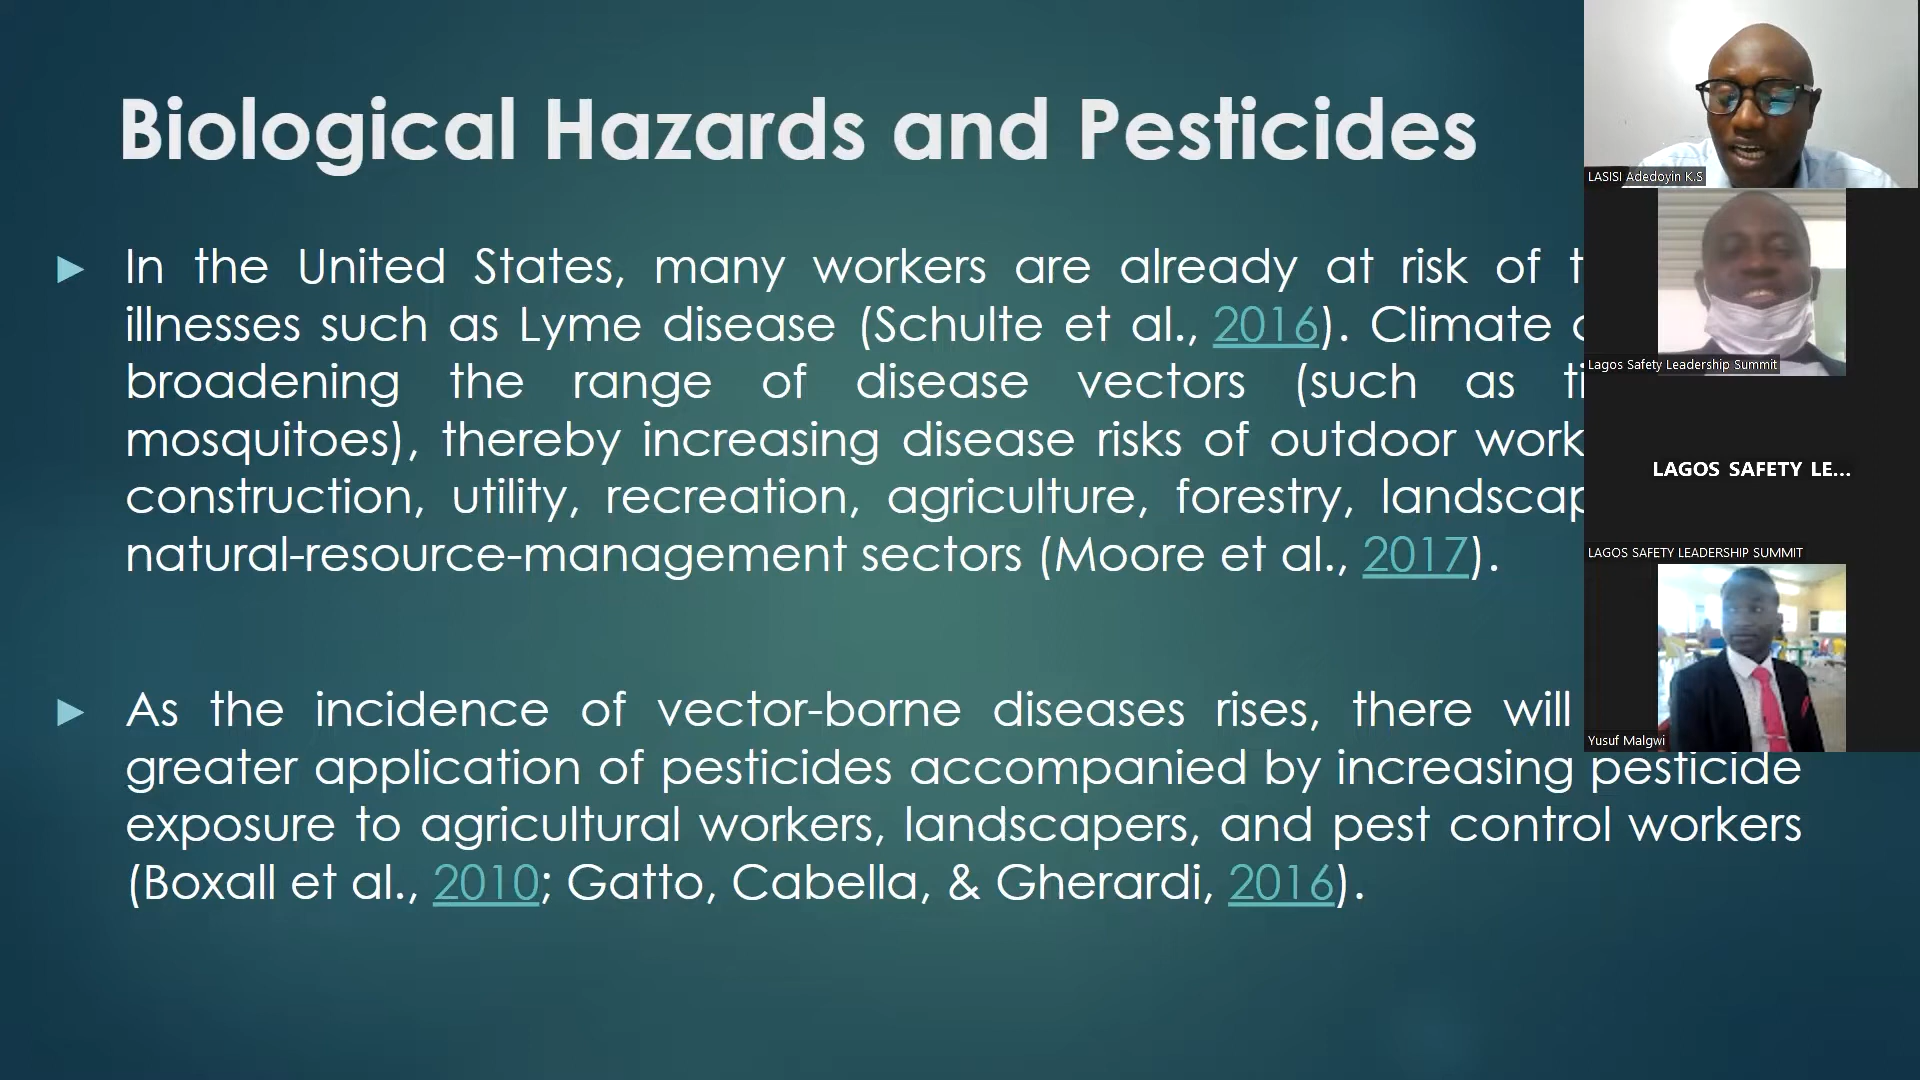 Biological Hazards and Pesticides
In the United States, many workers are already at risk of
illnesses such as Lyme disease (Schulte et al., 2016). Climate
broadening the range of disease vectors (such as
mosquitoes), thereby increasing disease risks of outdoor
construction, utility, recreation, agriculture, forestry,
natural-resource-management sectors (Moore et al., 2017).
As the incidence of vector-borne diseases rises, there will
greater application of pesticides accompanied by increasing pesticide
exposure to agricultural workers, landscapers, and pest control workers
(Boxall et al., 2010; Gatto, Cabella, & Gherardi, 2016).
LASISI Adedoyin K.S
Lagos Safety Leadership Summit
LAGOS SAFETY LE...
LAGOS SAFETY LEADERSHIP SUMMIT
Yusuf Malgwi